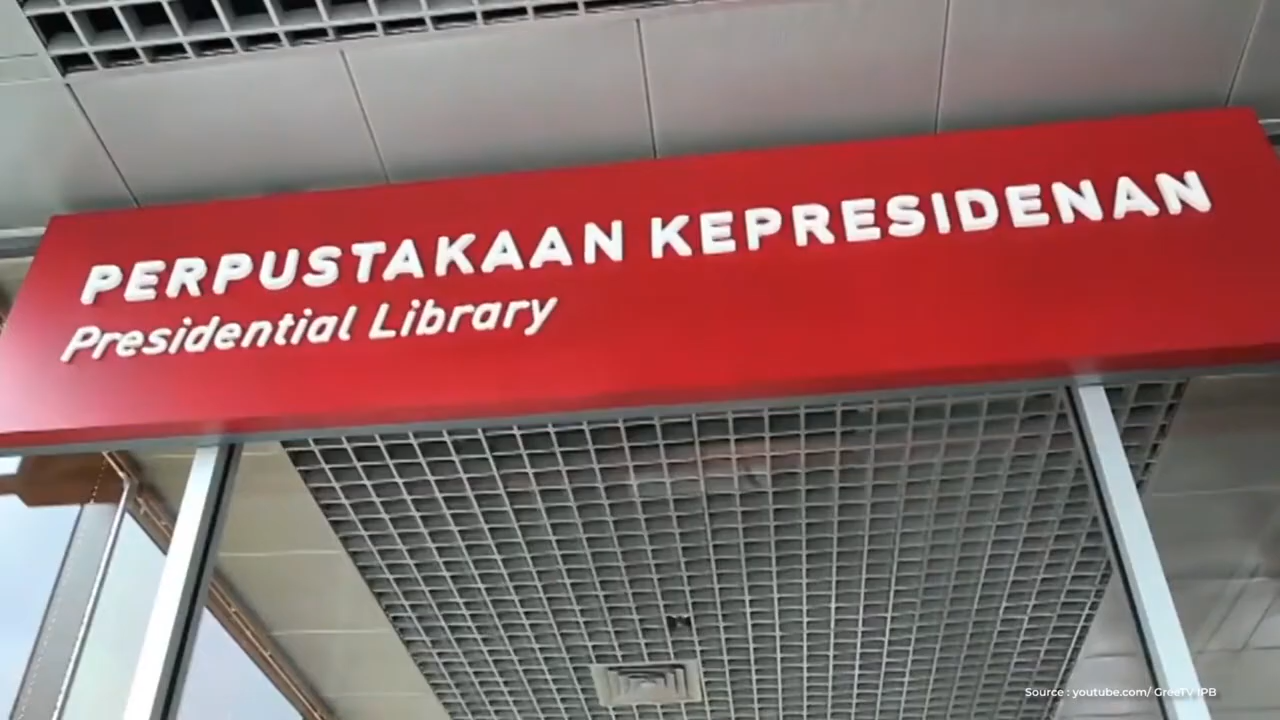 PERPUSTAKAAN KEPRESIDENAN
Presidential Library
Source : youtube.com/ GreeTV IPB